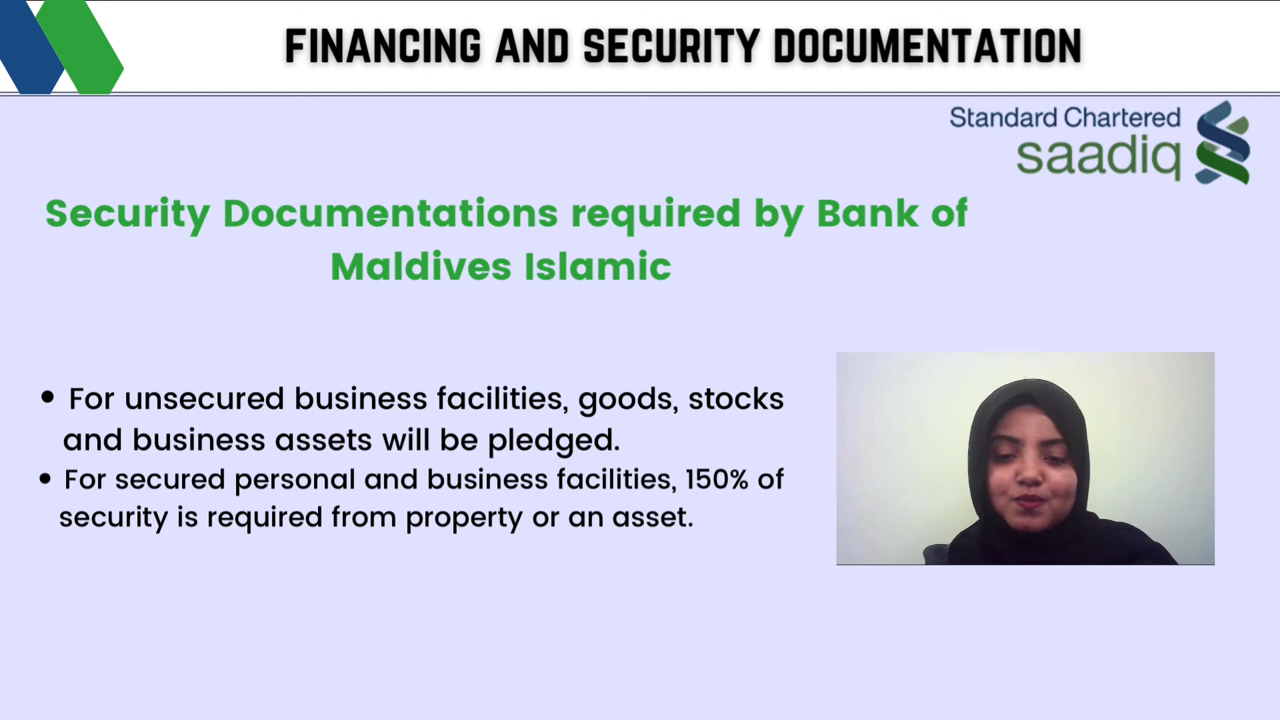 FINANCING AND SECURITY DOCUMENTATION
Standard Chartered
saadiq
Security Documentations required by Bank of
Maldives Islamic
• For unsecured business facilities, goods, stocks
and business assets will be pledged.
• For secured personal and business facilities, 150% of
security is required from property or an asset.